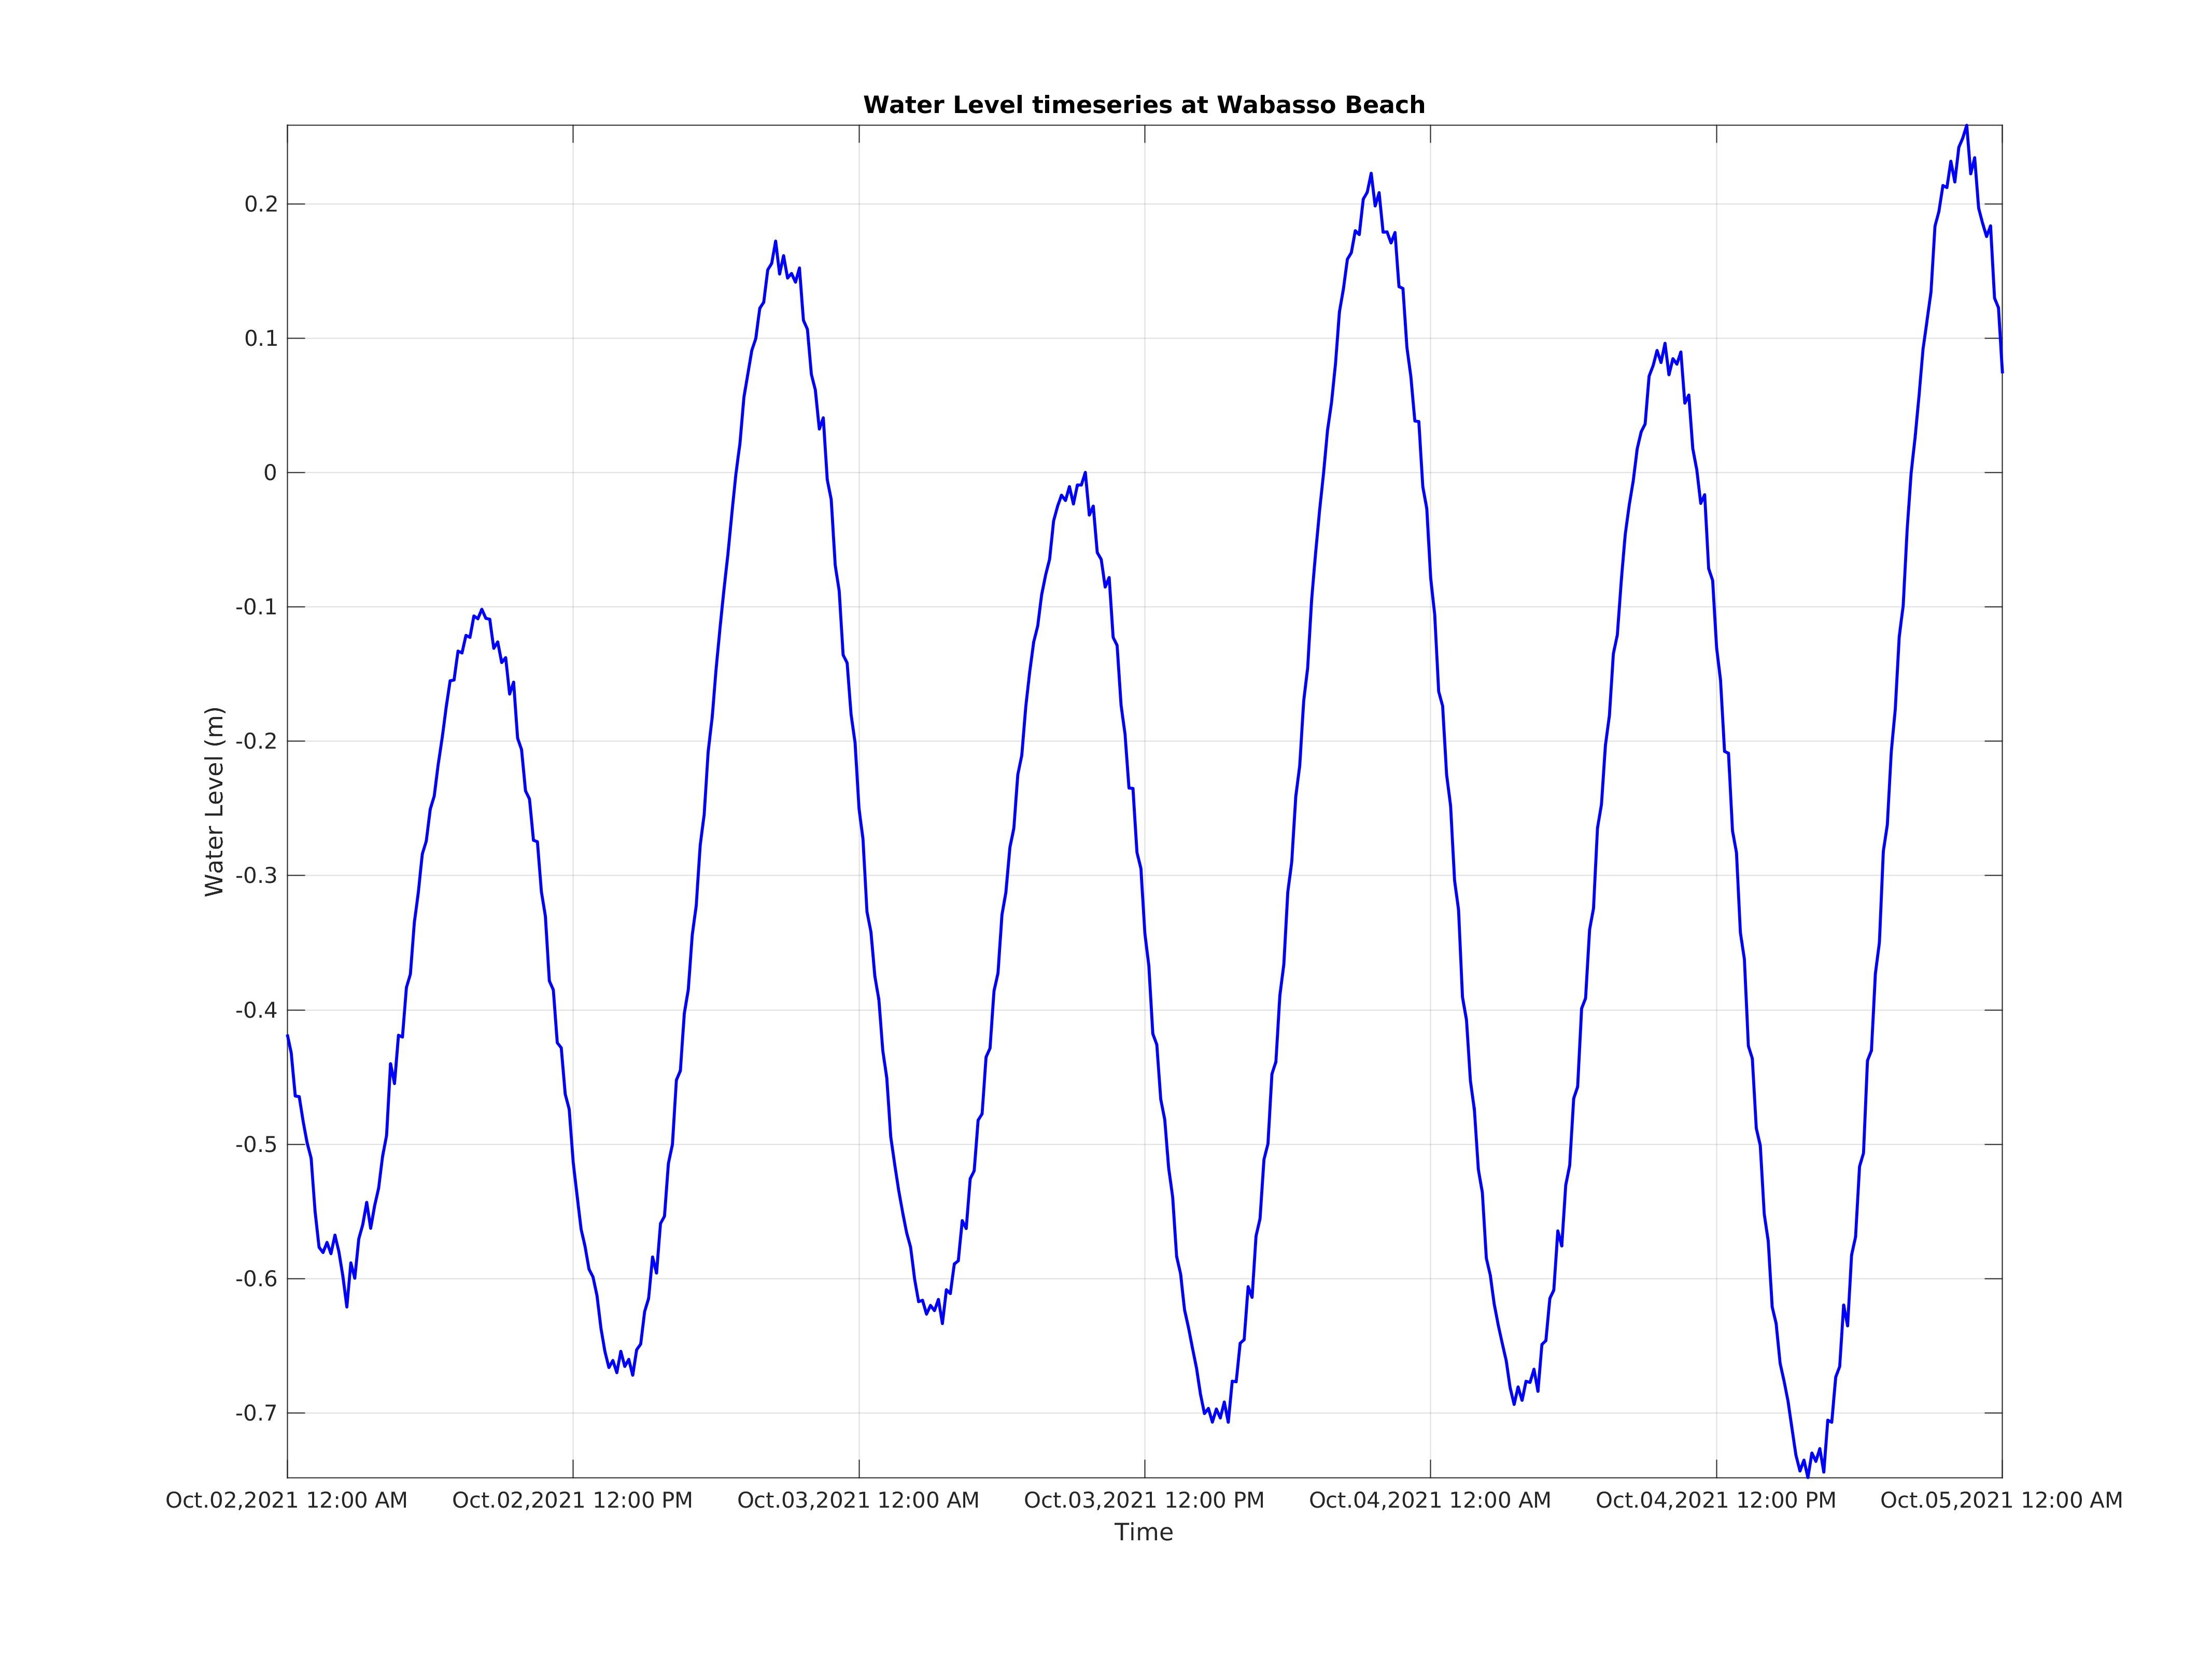 Water Level timeseries at Wabasso Beach
0.2
0.1
0
-0.1
-0.2
-0.3
-0.4
-0.5
-0.6
-0.7
Water Level (m)
Oct.02,2021 12:00 AM Oct.02,2021 12:00 PM Oct.03,2021 12:00 AM Oct.03,2021 12:00 PM Oct.04,2021 12:00 AM Oct.04,2021 12:00 PM Oct.05,2021 12:00 AM
Time